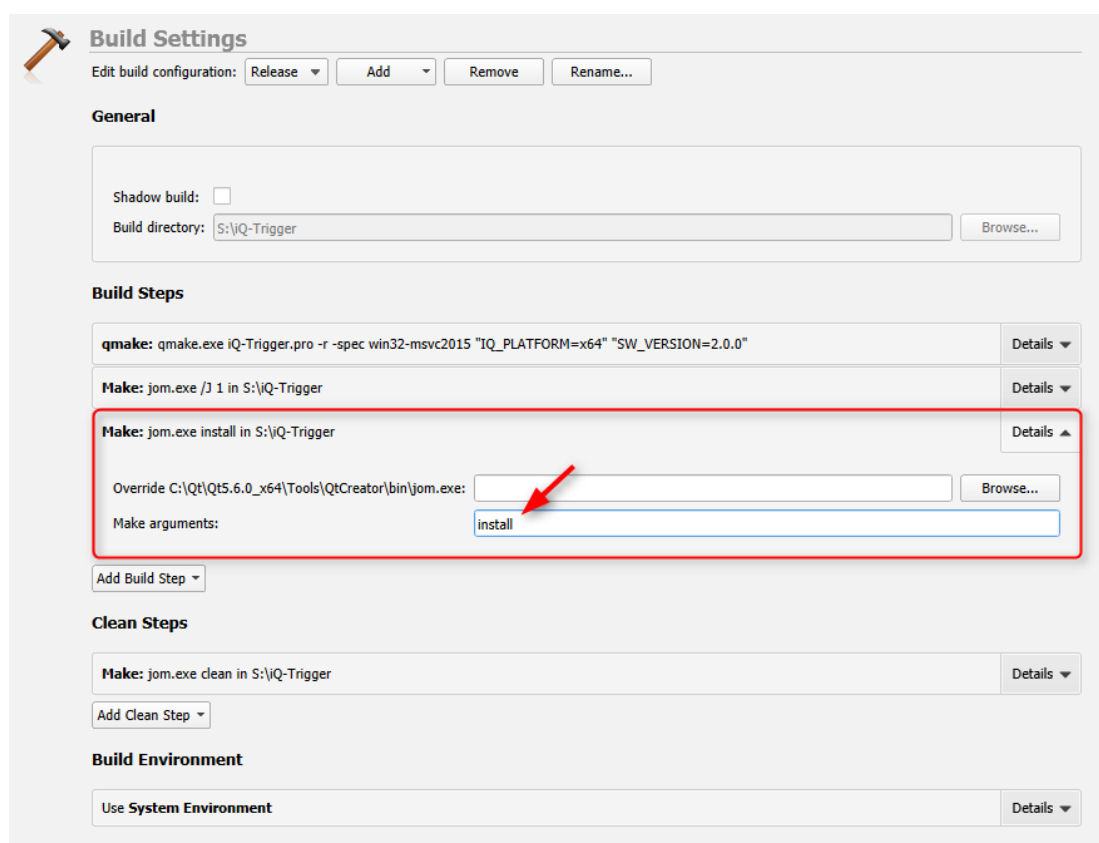 Build Settings
Edit build configuration: Release Add Remove Rename...
General
Shadow build:
Build directory: S:\iQ-Trigger Browse...
Build Steps
qmake: qmake.exe iQ-Trigger.pro -r -spec win32-msvc2015 "IQ_PLATFORM=x64" "SW_VERSION=2.0.0" Details
Make: jom.exe /J 1 in S:\iQ-Trigger Details
Make: jom.exe install in S:\iQ-Trigger Details
Override C:\Qt\Qt5.6.0_x64\Tools\QtCreator\bin\jom.exe: Browse...
Make arguments: install
Add Build Step
Clean Steps
Make: jom.exe clean in S:\iQ-Trigger Details
Add Clean Step
Build Environment
Use System Environment Details